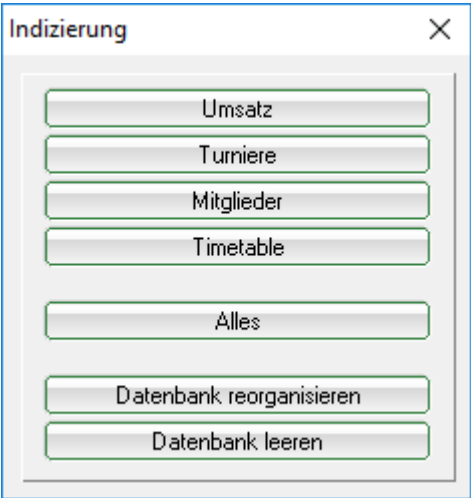 Indizierung
Umsatz
Turniere
Mitglieder
Timetable
Alles
Datenbank reorganisieren
Datenbank leeren